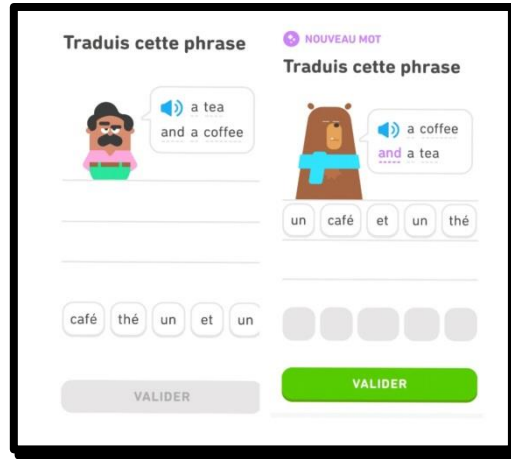 Traduis cette phrase
a tea
and a coffee
café thé un et un
VALIDER
NOUVEAU MOT
Traduis cette phrase
a coffee
and a tea
un café et un thé
VALIDER